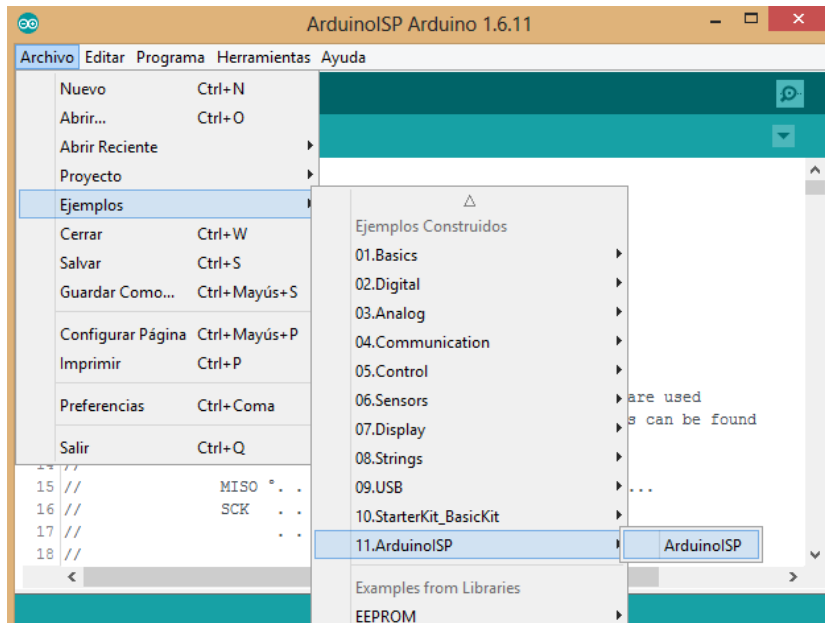 ArduinoISP Arduino 1.6.11
Archivo Editar Programa Herramientas Ayuda
Nuevo Ctrl+N
Abrir... Ctrl+O
Abrir Reciente
Proyecto
Ejemplos
Cerrar Ctrl+W
Salvar Ctrl+S
Guardar Como... Ctrl+Mayús+S
Configurar Página Ctrl+Mayús+P
Imprimir Ctrl+P
Preferencias Ctrl+Coma
Salir Ctrl+Q
Ejemplos Construidos
01.Basics
02.Digital
03.Analog
04.Communication
05.Control
06.Sensors
07.Display
08.Strings
09.USB
10.StarterKit_BasicKit
11.ArduinoISP
Examples from Libraries
EEPROM
ArduinoISP
are used
s can be found
14 //
15 // MISO °. . ...
16 // SCK . .
17 // . .
18 //